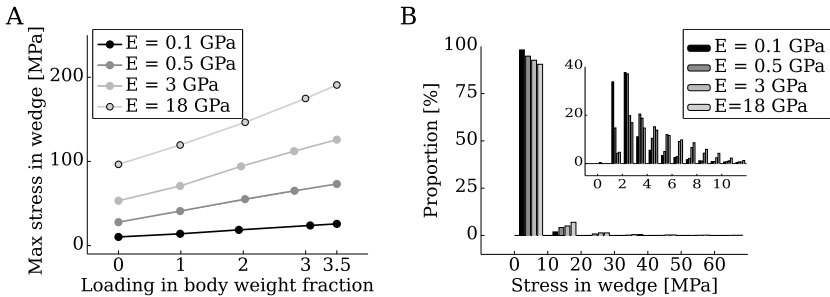 A
Max stress in wedge [MPa]
200
100
0
E = 0.1 GPa
E = 0.5 GPa
E = 3 GPa
E = 18 GPa
0 1 2 3 3.5
Loading in body weight fraction
B
Proportion [%]
100
75
50
25
0
E = 0.1 GPa
E = 0.5 GPa
E = 3 GPa
E=18 GPa
40
20
0
0 2 4 6 8 10
0 10 20 30 40 50 60
Stress in wedge [MPa]